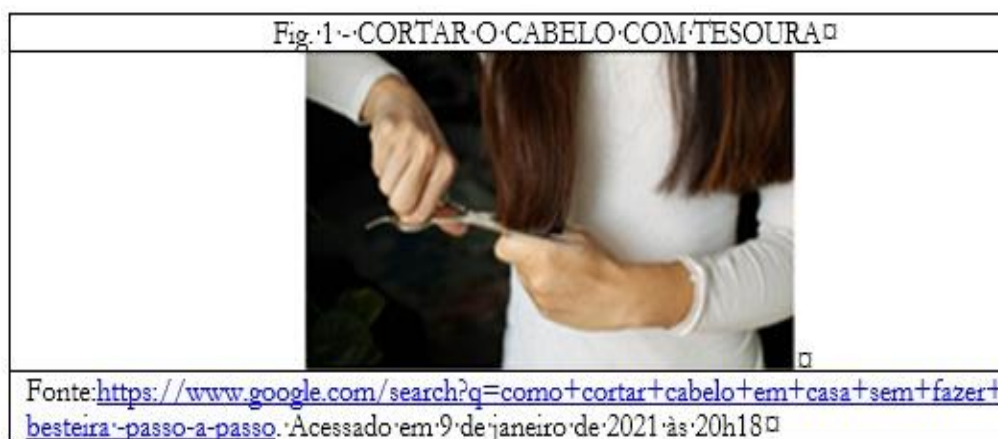 Fig. 1 - CORTAR O CABELO COM TESOURA
Fonte:https://www.google.com/search?q=como+cortar+cabelo+em+casa+sem+fazer+
besteira+-passo-a-passo. Acessado em 9 de janeiro de 2021 às 20h18